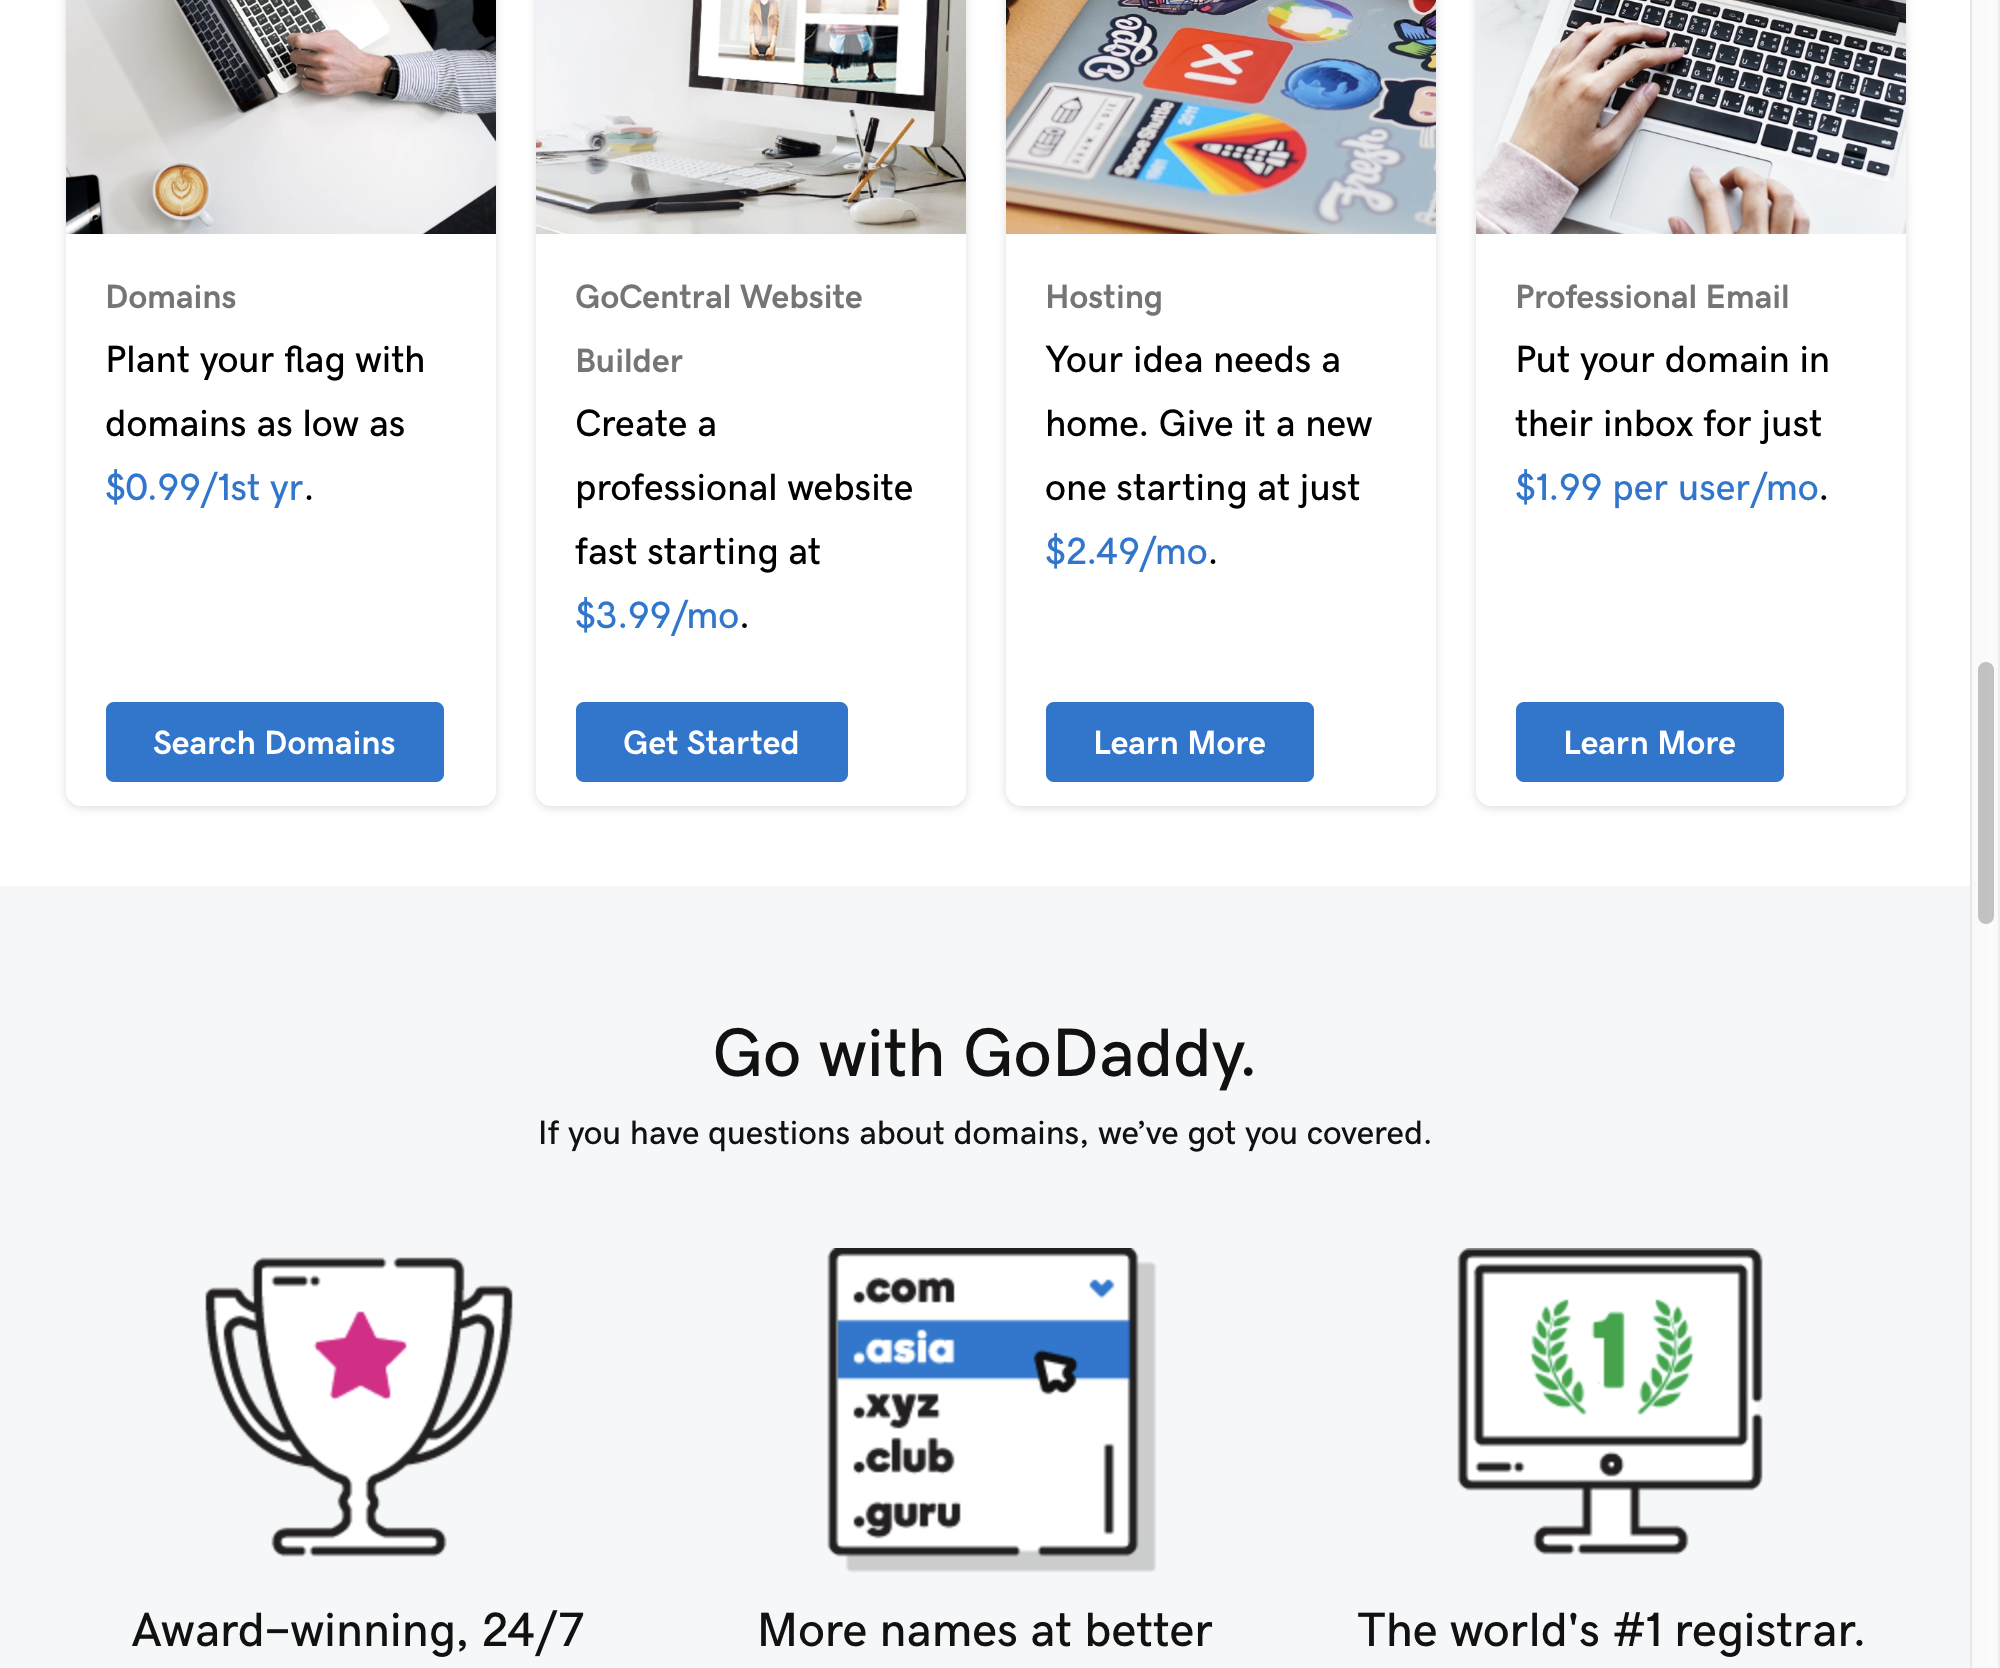 Dope
Space Shuttle
2011
Fresh
Domains
Plant your flag with
domains as low as
$0.99/1st yr.
Search Domains
GoCentral Website
Builder
Create a
professional website
fast starting at
$3.99/mo.
Get Started
Hosting
Your idea needs a
home. Give it a new
one starting at just
$2.49/mo.
Learn More
Professional Email
Put your domain in
their inbox for just
$1.99 per user/mo.
Learn More
Go with GoDaddy.
If you have questions about domains, we’ve got you covered.
.com
.asia
.xyz
.club
.guru
1
Award–winning, 24/7
More names at better
The world's #1 registrar.